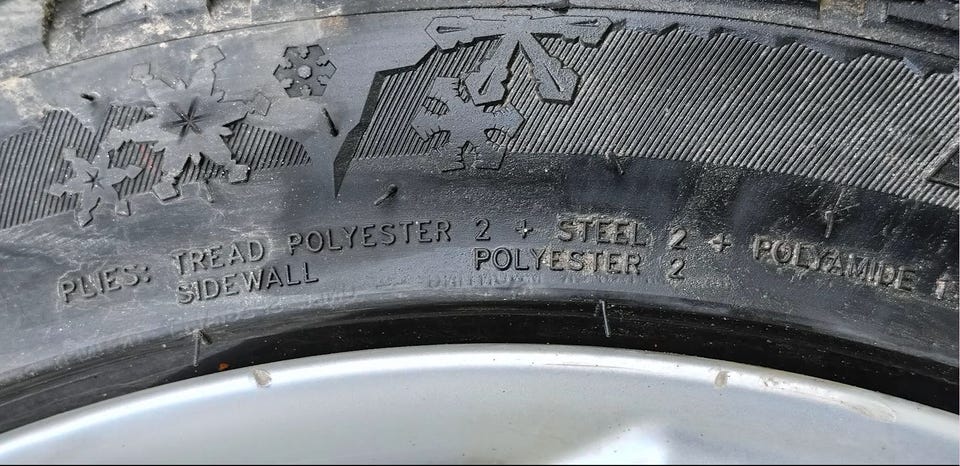 PLIES: TREAD POLYESTER 2 + STEEL 2 + POLYAMIDE 1
SIDEWALL POLYESTER 2